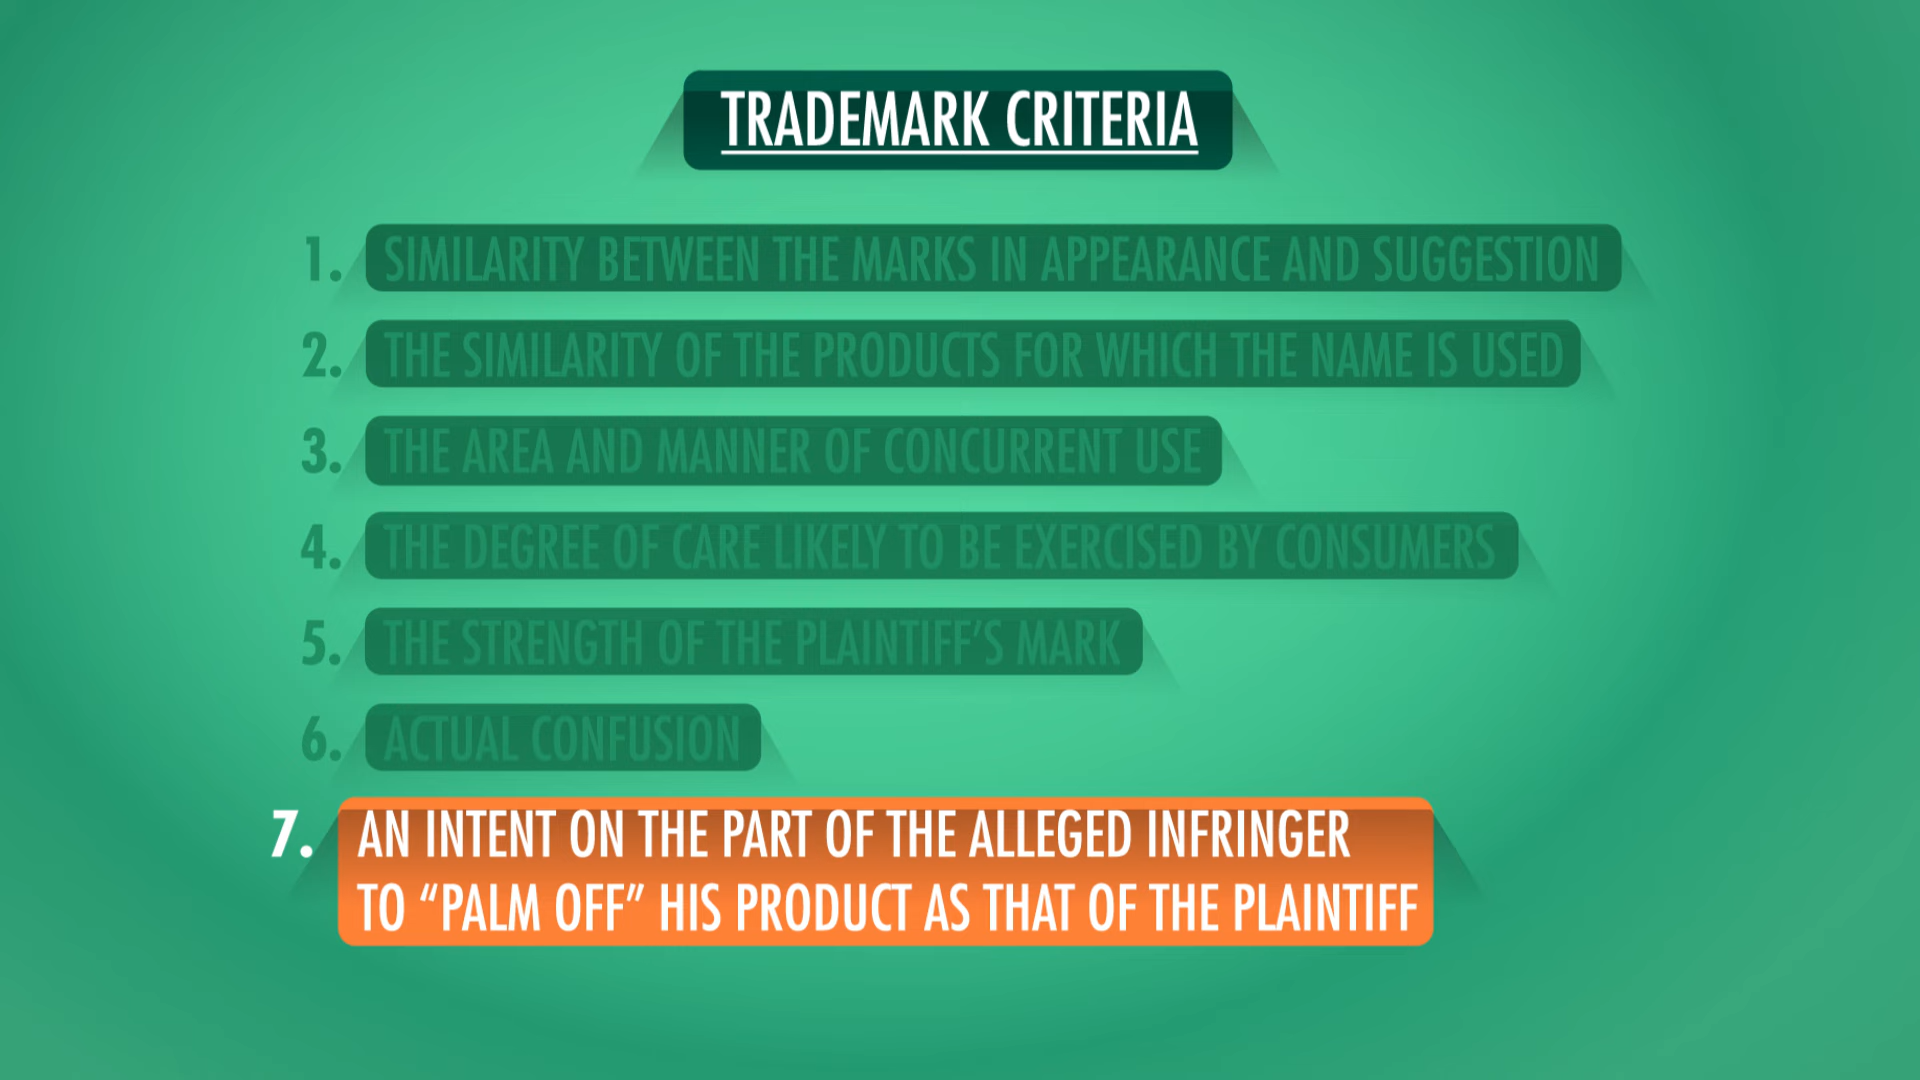 TRADEMARK CRITERIA
1. SIMILARITY BETWEEN THE MARKS IN APPEARANCE AND SUGGESTION
2. THE SIMILARITY OF THE PRODUCTS FOR WHICH THE NAME IS USED
3. THE AREA AND MANNER OF CONCURRENT USE
4. THE DEGREE OF CARE LIKELY TO BE EXERCISED BY CONSUMERS
5. THE STRENGTH OF THE PLAINTIFF’S MARK
6. ACTUAL CONFUSION
7. AN INTENT ON THE PART OF THE ALLEGED INFRINGER
TO “PALM OFF” HIS PRODUCT AS THAT OF THE PLAINTIFF